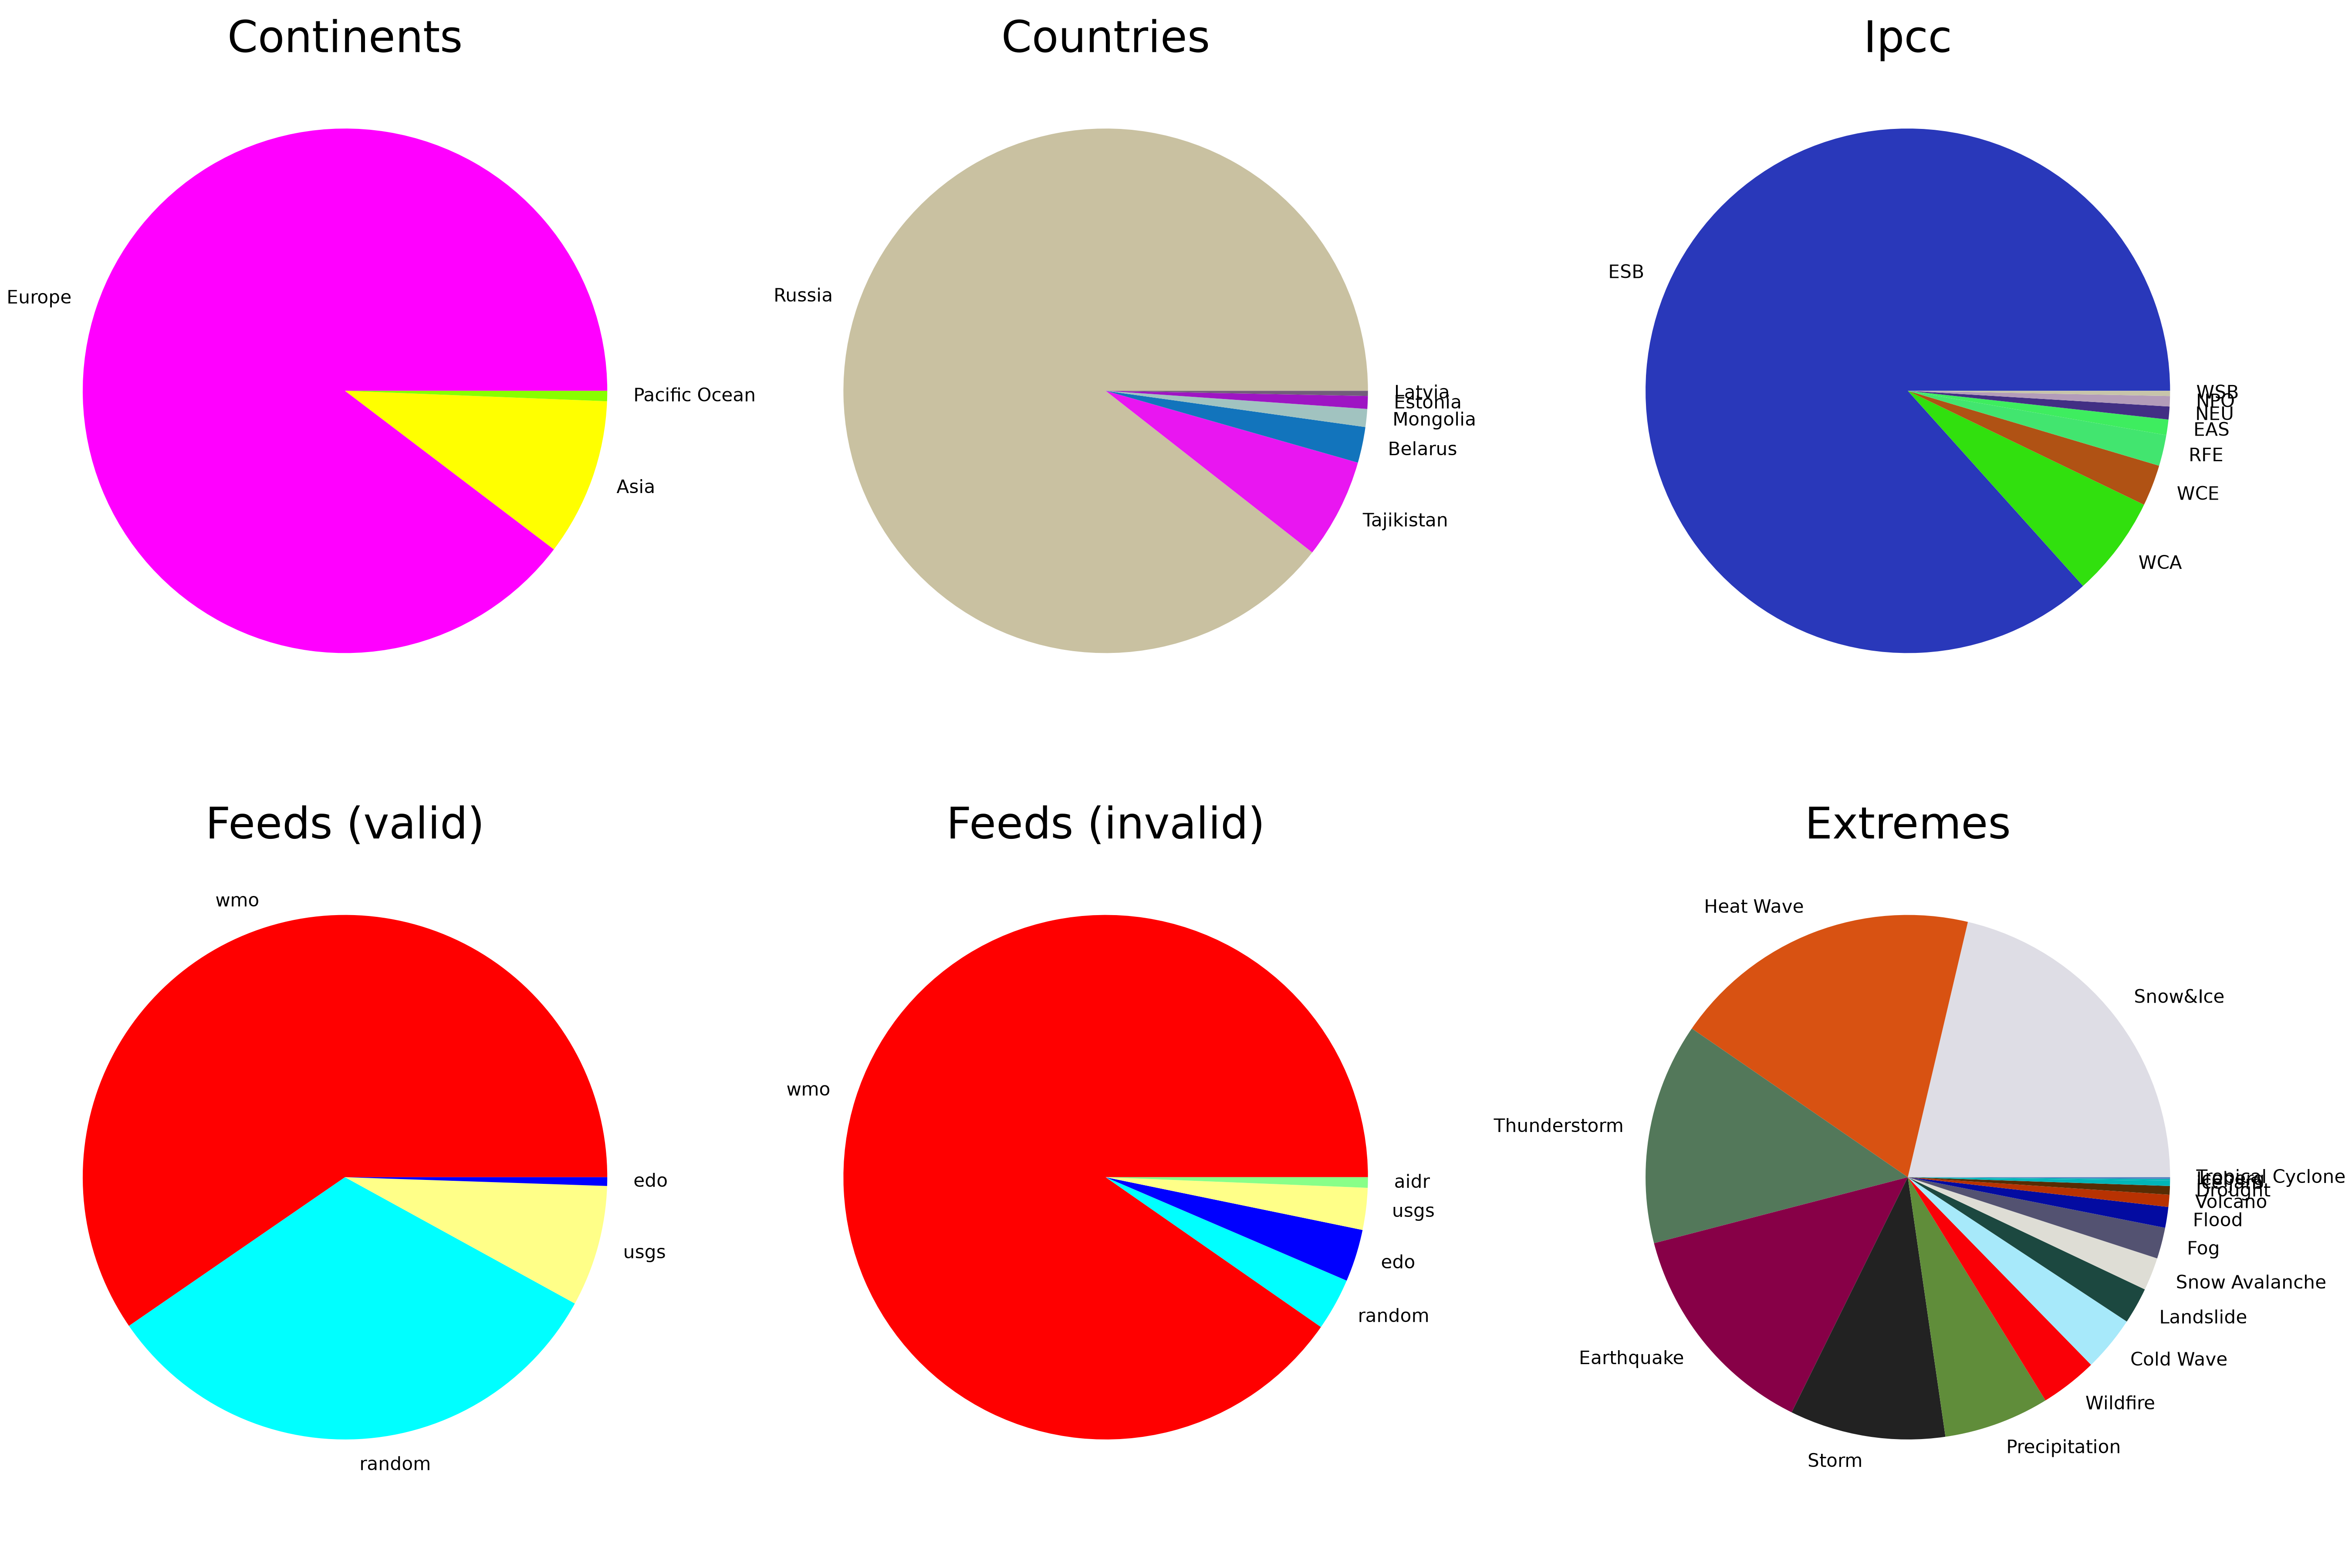 Continents
Countries
Ipcc
Europe
Pacific Ocean
Asia
Russia
Latvia
Estonia
Mongolia
Belarus
Tajikistan
ESB
WSB
NPO
NEU
EAS
RFE
WCE
WCA
Feeds (valid)
Feeds (invalid)
Extremes
wmo
edo
usgs
random
wmo
aidr
usgs
edo
random
Heat Wave
Snow&Ice
Thunderstorm
Tropical Cyclone
Iceberg
Drought
Volcano
Flood
Fog
Snow Avalanche
Landslide
Cold Wave
Wildfire
Precipitation
Storm
Earthquake